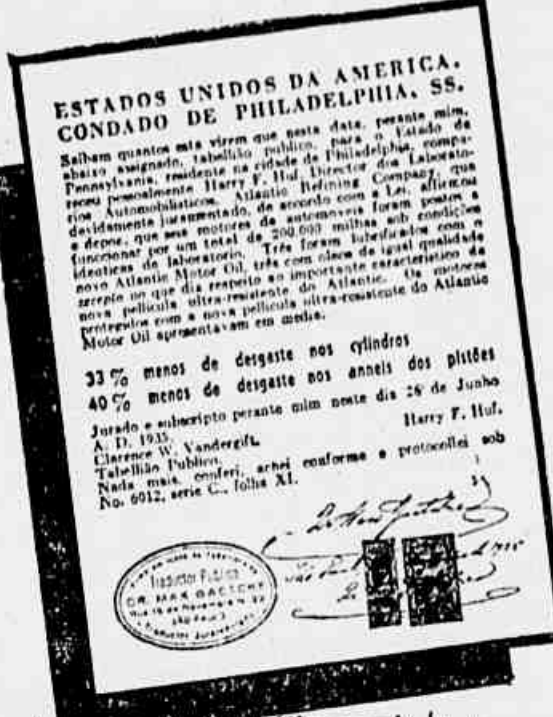 ESTADOS UNIDOS DA AMERICA.
CONDADO DE PHILADELPHIA, SS.
Saibam quantos esta virem que nesta data, perante mim,
abaixo assignado, tabellião publico, para o Estado de
Pennsylvania, residente na cidade de Philadelphia, compa-
receu pessoalmente Harry F. Huf, Director dos Laborato-
rios Automobilisticos, Atlantic Refining Company, que
devidamente juramentado, de accordo com a Lei, affirmou
e depoz, que seis motores de automoveis foram postos a
funccionar por um total de 200.000 milhas sob condições
identicas de laboratorio. Três foram lubrificados com o
novo Atlantic Motor Oil, três com oleos de igual qualidade
excepto no que diz respeito ao importante caracteristico da
nova pellicula ultra-resistente do Atlantic. Os motores
protegidos com a nova pellicula ultra-resistente do Atlantic
Motor Oil apresentavam em media.
33% menos de desgaste nos cylindros
40% menos de desgaste nos anneis dos pistões
Jurado e subscripto perante mim neste dia 26 de Junho
A. D. 1935.
Harry F. Huf.
Clarence W. Vandergift.
Tabellião Publico.
Nada mais, conferi, achei conforme e protocollei sob
No. 6012, serie C., folha XI.
Traductor Publico
DR. MAX
SÃO PAULO